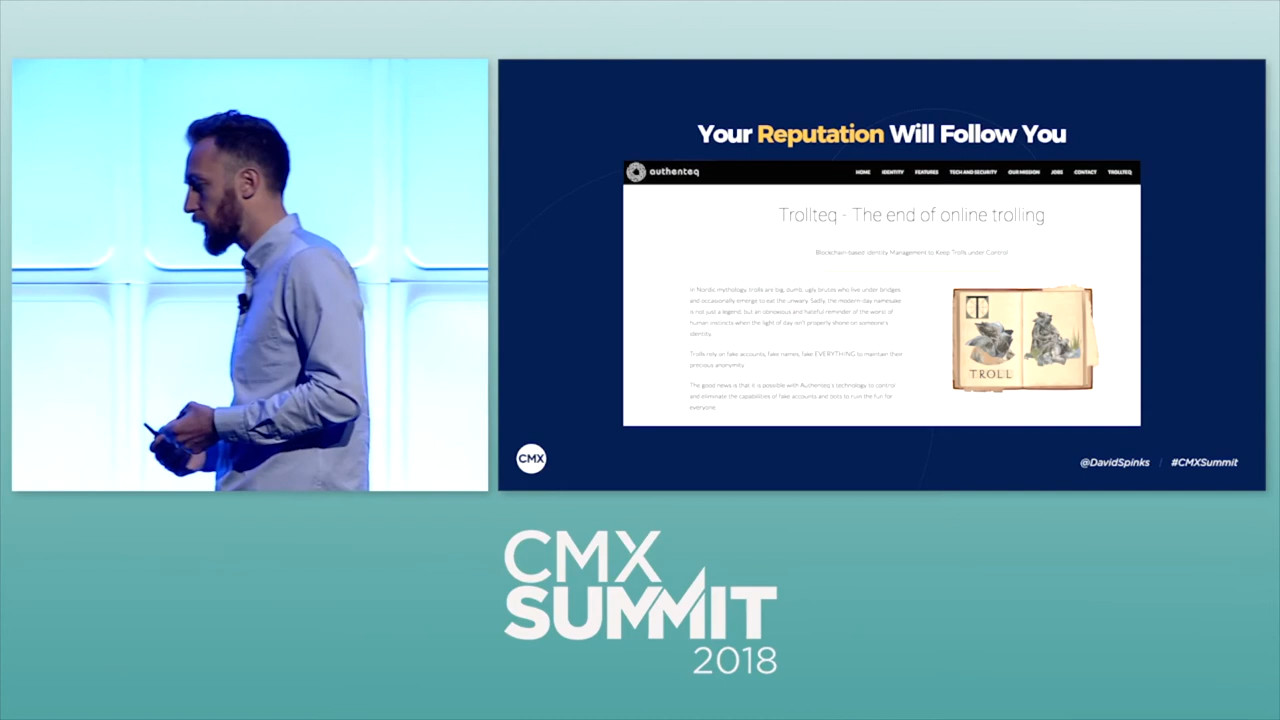 Your Reputation Will Follow You
authenteq
HOME IDENTITY FEATURES TECH AND SECURITY OUR MISSION JOBS CONTACT TROLLTEQ
Trollteq - The end of online trolling
Blockchain-based Identity Management to Keep Trolls under Control
In Nordic mythology, trolls are big, dumb, ugly brutes who live under bridges
and occasionally emerge to eat the unwary. Sadly, the modern-day namesake
is not just a legend, but an obnoxious and hateful reminder of the worst of
human instincts when the light of day isn't properly shone on someone's
identity.
Trolls rely on fake accounts, fake names, fake EVERYTHING to maintain their
precious anonymity.
The good news is that it is possible with Authenteq's technology to control
and eliminate the capabilities of fake accounts and bots to ruin the fun for
everyone.
T
TROLL
CMX
@DavidSpinks / #CMXSummit
CMX
SUMMIT
2018